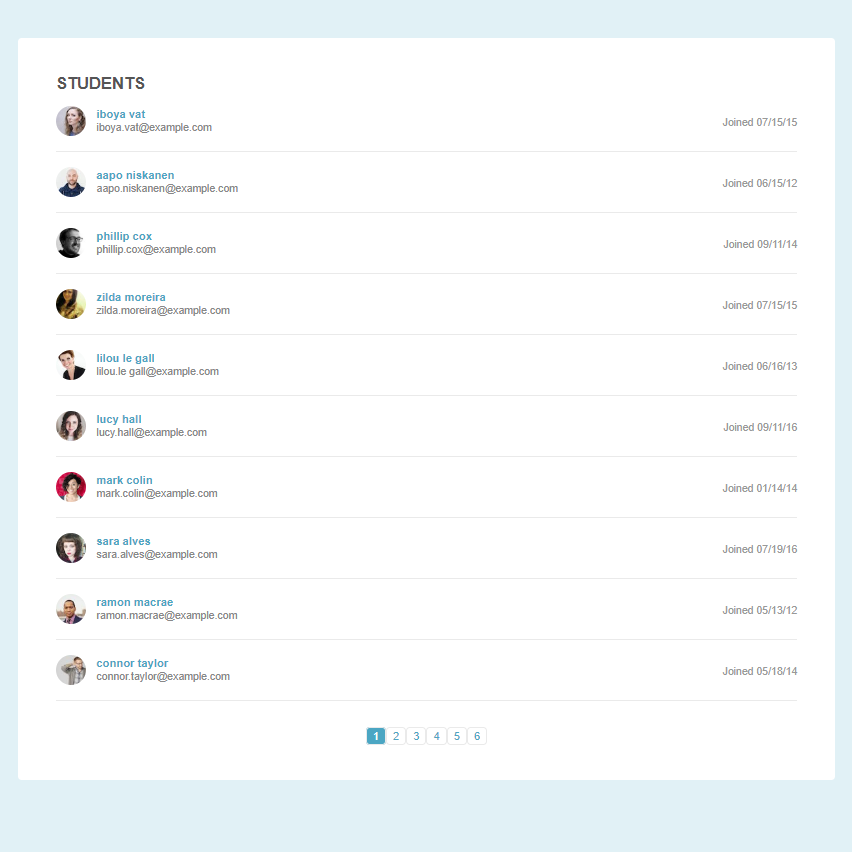 STUDENTS
iboya vat
iboya.vat@example.com
Joined 07/15/15
aapo niskanen
aapo.niskanen@example.com
Joined 06/15/12
phillip cox
phillip.cox@example.com
Joined 09/11/14
zilda moreira
zilda.moreira@example.com
Joined 07/15/15
lilou le gall
lilou.le gall@example.com
Joined 06/16/13
lucy hall
lucy.hall@example.com
Joined 09/11/16
mark colin
mark.colin@example.com
Joined 01/14/14
sara alves
sara.alves@example.com
Joined 07/19/16
ramon macrae
ramon.macrae@example.com
Joined 05/13/12
connor taylor
connor.taylor@example.com
Joined 05/18/14
1 2 3 4 5 6